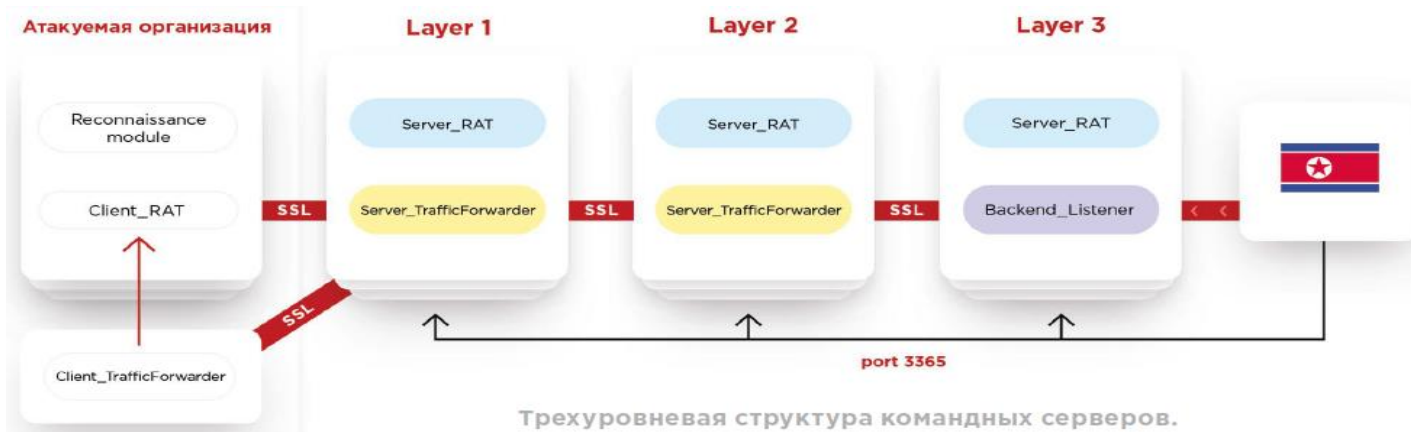 Атакуемая организация
Layer 1
Layer 2
Layer 3
Reconnaissance
module
Server_RAT
Server_RAT
Server_RAT
Client_RAT
SSL
Server_TrafficForwarder
SSL
Server_TrafficForwarder
SSL
Backend_Listener
SSL
Client_TrafficForwarder
port 3365
Трехуровневая структура командных серверов.